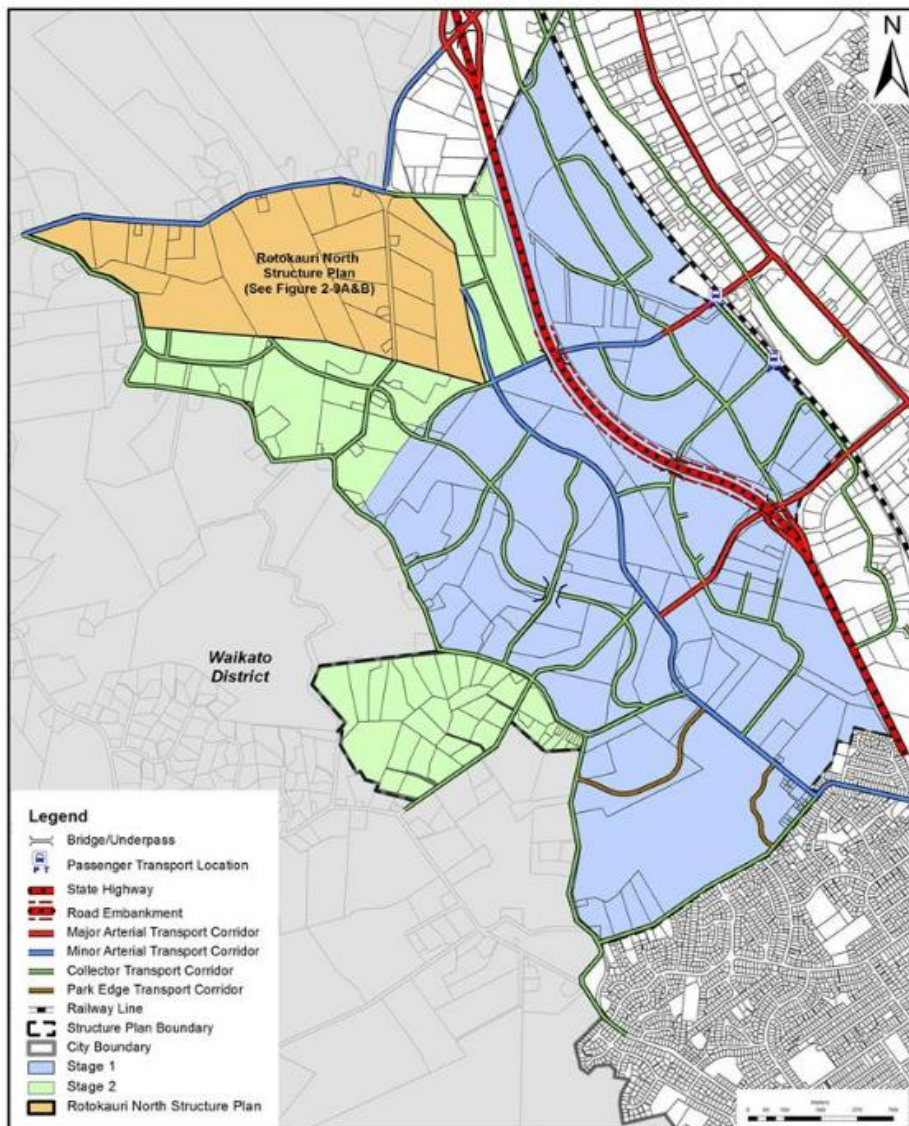 N
Rotokauri North
Structure Plan
(See Figure 2-9A&B)
Waikato
District
Legend
Bridge/Underpass
P T
Passenger Transport Location
State Highway
Road Embankment
Major Arterial Transport Corridor
Minor Arterial Transport Corridor
Collector Transport Corridor
Park Edge Transport Corridor
Railway Line
Structure Plan Boundary
City Boundary
Stage 1
Stage 2
Rotokauri North Structure Plan